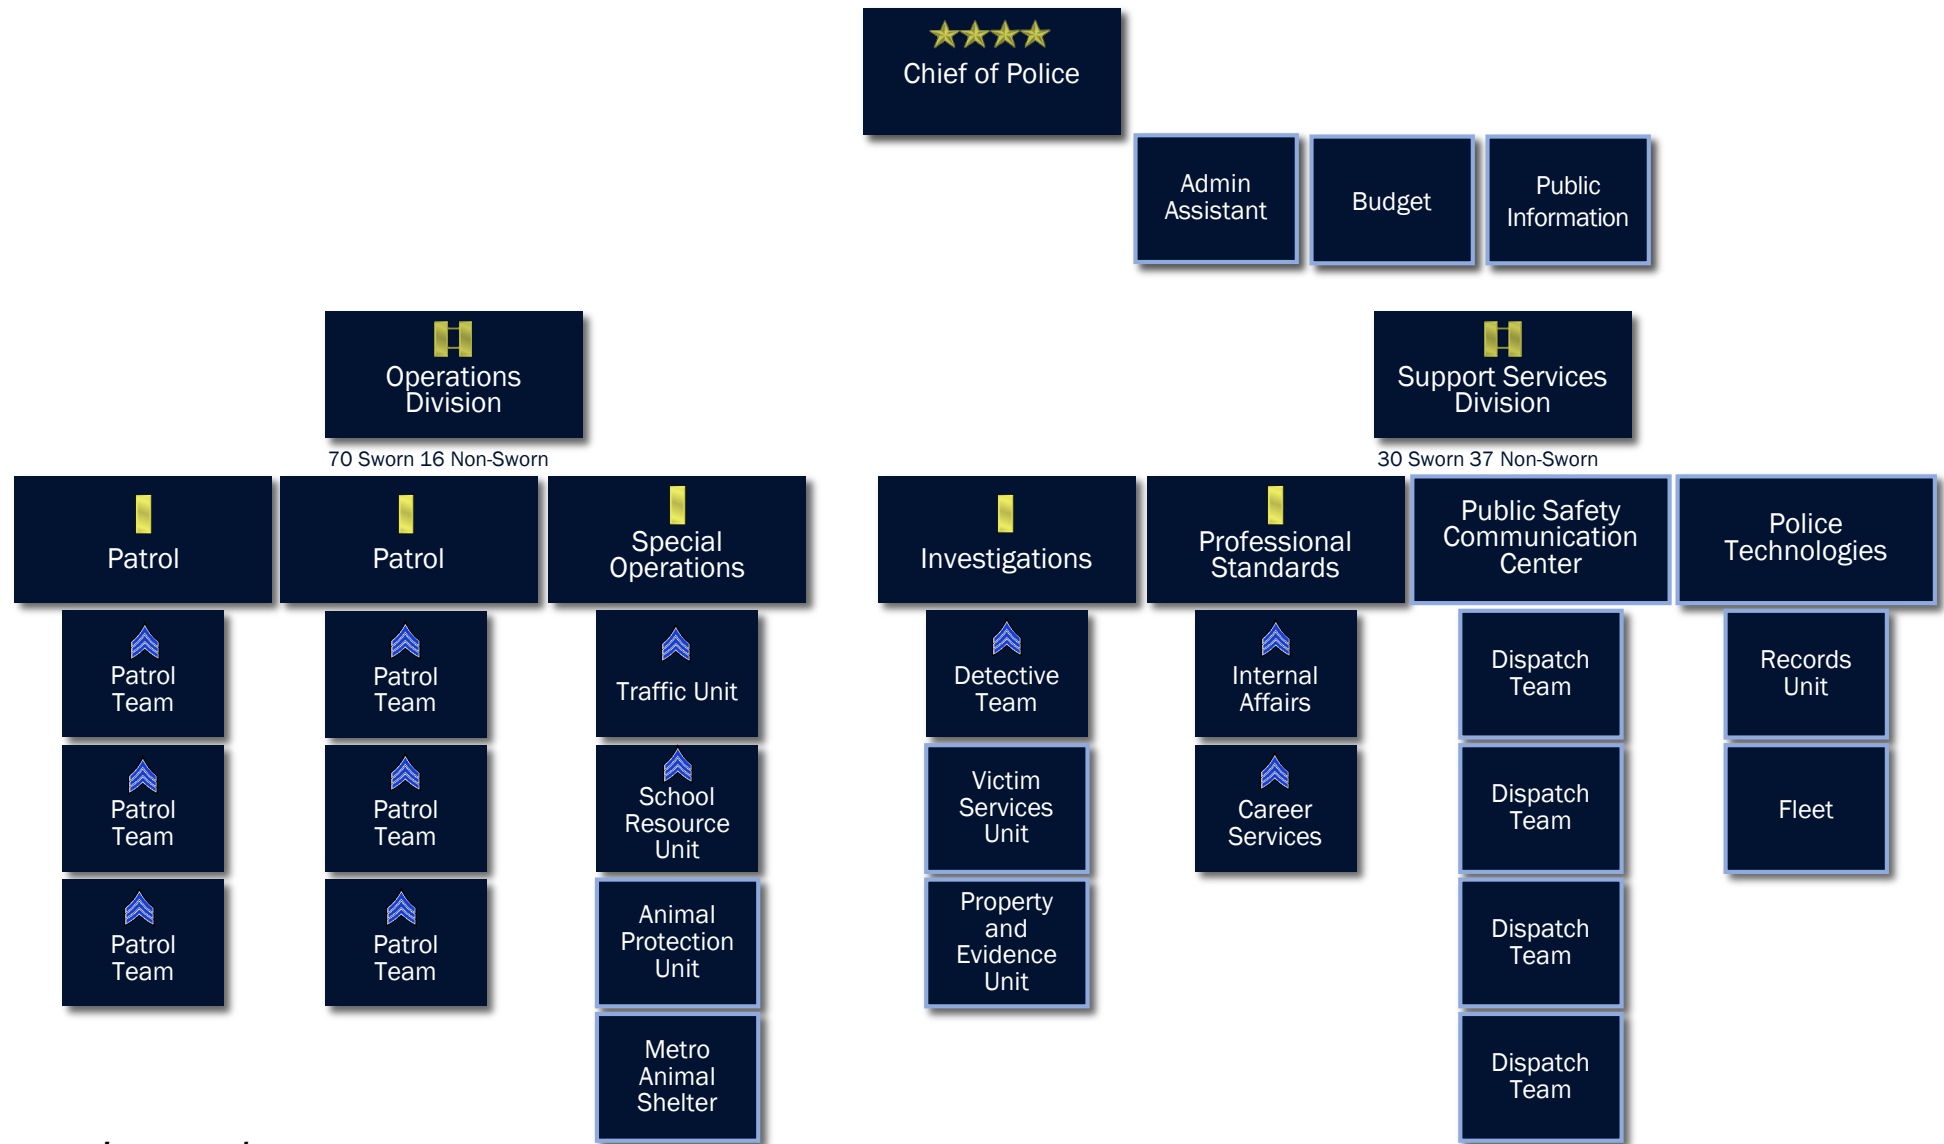 Chief of Police
Admin
Assistant
Budget
Public
Information
Operations
Division
70 Sworn 16 Non-Sworn
Support Services
Division
30 Sworn 37 Non-Sworn
Patrol
Patrol
Special
Operations
Investigations
Professional
Standards
Public Safety
Communication
Center
Police
Technologies
Patrol
Team
Patrol
Team
Traffic Unit
Detective
Team
Internal
Affairs
Dispatch
Team
Records
Unit
Patrol
Team
Patrol
Team
School
Resource
Unit
Victim
Services
Unit
Career
Services
Dispatch
Team
Fleet
Patrol
Team
Patrol
Team
Animal
Protection
Unit
Property
and
Evidence
Unit
Dispatch
Team
Metro
Animal
Shelter
Dispatch
Team